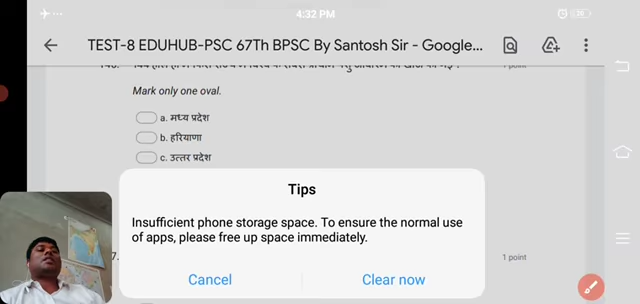 4:32 PM
TEST-8 EDUHUB-PSC 67Th BPSC By Santosh Sir - Google...
1 point
Mark only one oval.
a. मध्य प्रदेश
b. हरियाणा
c. उत्तर प्रदेश
Tips
Insufficient phone storage space. To ensure the normal use
of apps, please free up space immediately.
Cancel
Clear now
7.
1 point